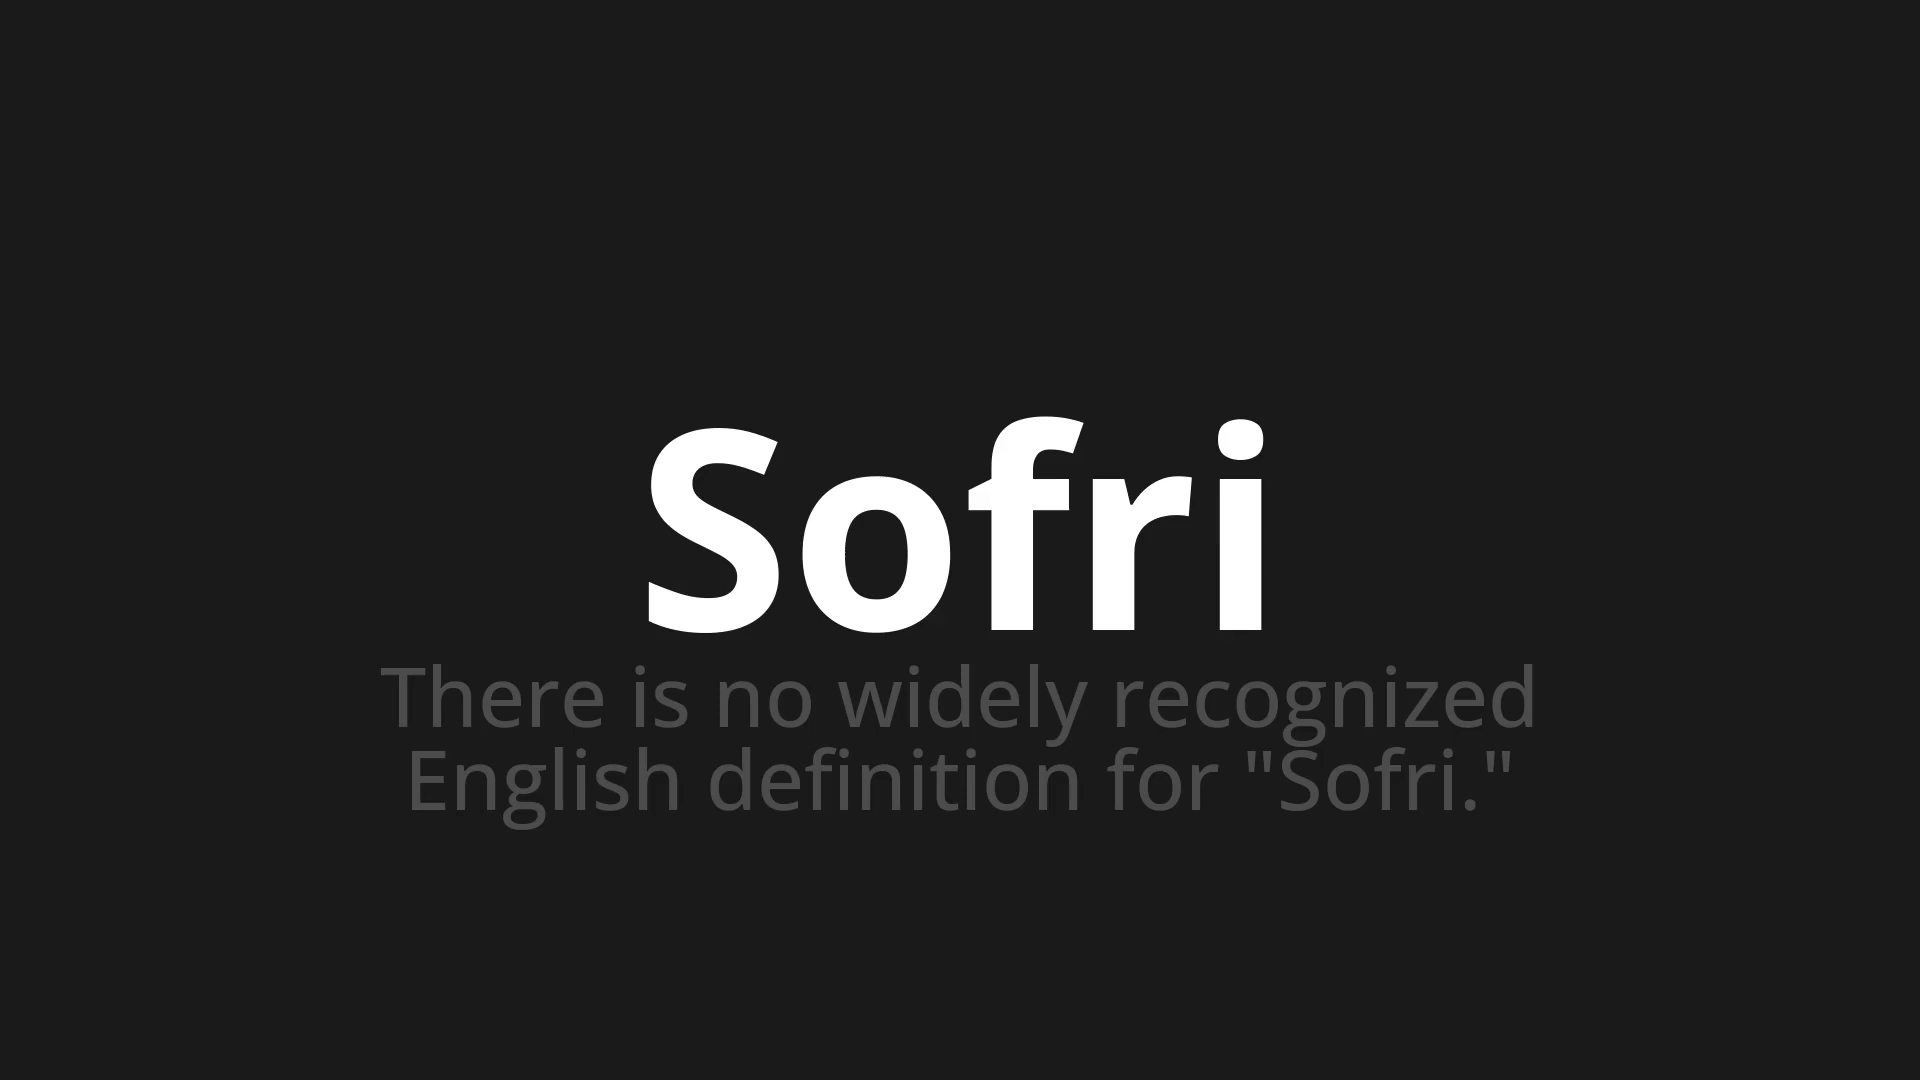 Sofri
There is no widely recognized
English definition for "Sofri."